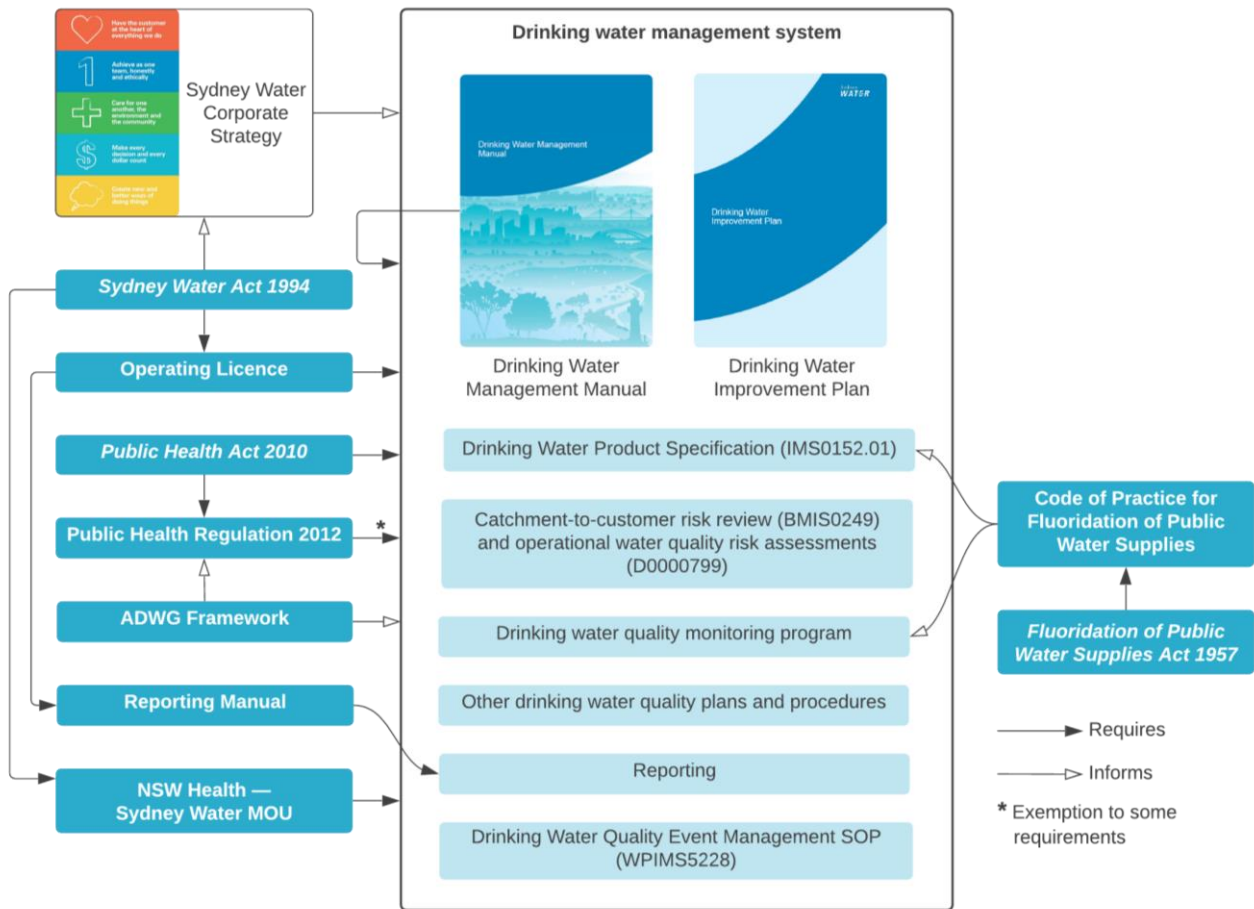 Have the customer
at the heart of
everything we do
Achieve as one
team, honestly
and ethically
Care for one
another, the
environment and
the community
Make every
decision and every
dollar count
Create new and
better ways of
doing things
1
$
Sydney Water
Corporate
Strategy
Sydney Water Act 1994
Operating Licence
Public Health Act 2010
Public Health Regulation 2012
*
ADWG Framework
Reporting Manual
NSW Health —
Sydney Water MOU
Drinking water management system
Drinking Water Management
Manual
Drinking Water
Management Manual
Sydney
WATER
Drinking Water
Improvement Plan
Drinking Water
Improvement Plan
Drinking Water Product Specification (IMS0152.01)
Catchment-to-customer risk review (BMIS0249)
and operational water quality risk assessments
(D0000799)
Drinking water quality monitoring program
Other drinking water quality plans and procedures
Reporting
Drinking Water Quality Event Management SOP
(WPIMS5228)
Code of Practice for
Fluoridation of Public
Water Supplies
Fluoridation of Public
Water Supplies Act 1957
Requires
Informs
* Exemption to some
requirements